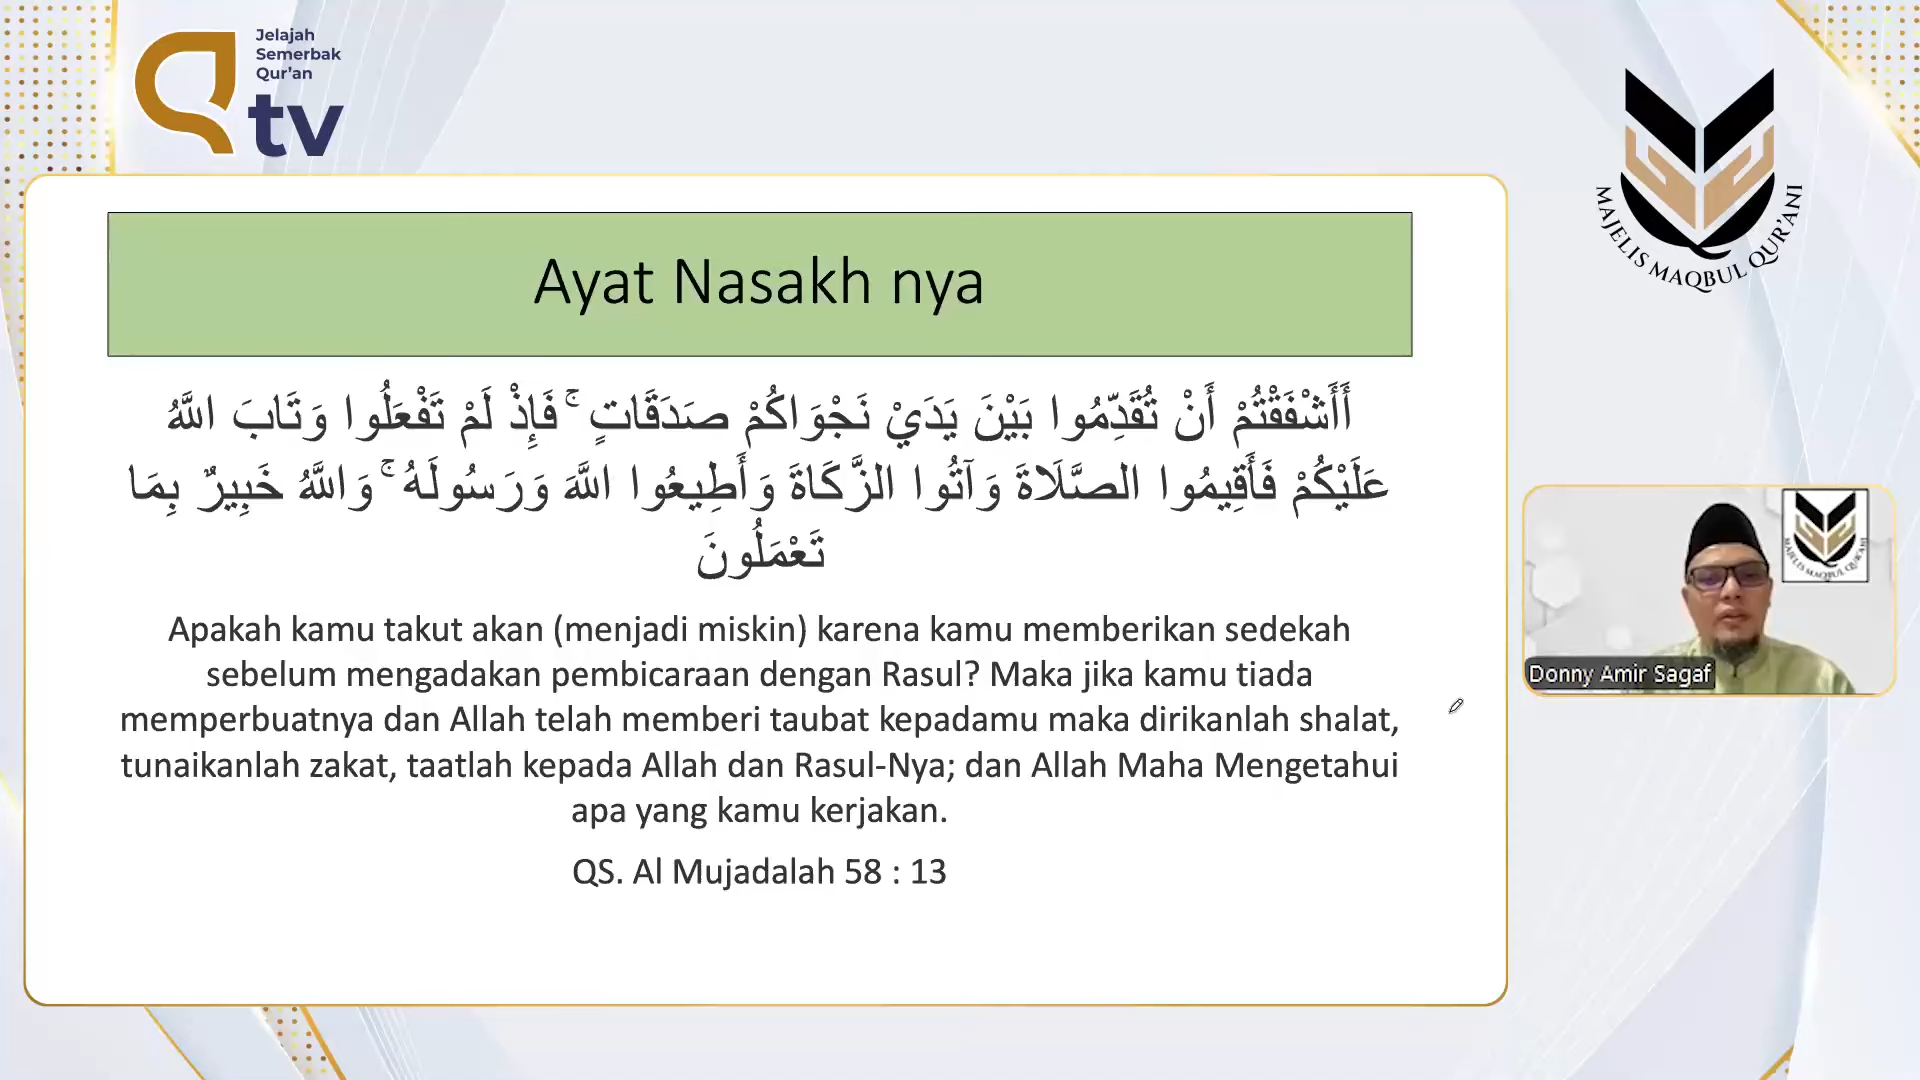 Jelajah
Semerbak
Qur'an
tv
MAJELIS MAQBUL QUR'ANI
Ayat Nasakh nya
أَأَشْفَقْتُمْ أَنْ تُقَدِّمُوا بَيْنَ يَدَيْ نَجْوَاكُمْ صَدَقَاتٍ ۚ فَإِذْ لَمْ تَفْعَلُوا وَتَابَ اللَّهُ
عَلَيْكُمْ فَأَقِيمُوا الصَّلَاةَ وَآتُوا الزَّكَاةَ وَأَطِيعُوا اللَّهَ وَرَسُولَهُ ۚ وَاللَّهُ خَبِيرٌ بِمَا
تَعْمَلُونَ
Apakah kamu takut akan (menjadi miskin) karena kamu memberikan sedekah
sebelum mengadakan pembicaraan dengan Rasul? Maka jika kamu tiada
memperbuatnya dan Allah telah memberi taubat kepadamu maka dirikanlah shalat,
tunaikanlah zakat, taatlah kepada Allah dan Rasul-Nya; dan Allah Maha Mengetahui
apa yang kamu kerjakan.
QS. Al Mujadalah 58 : 13
MAJELIS MAQBUL QUR'ANI
Donny Amir Sagaf